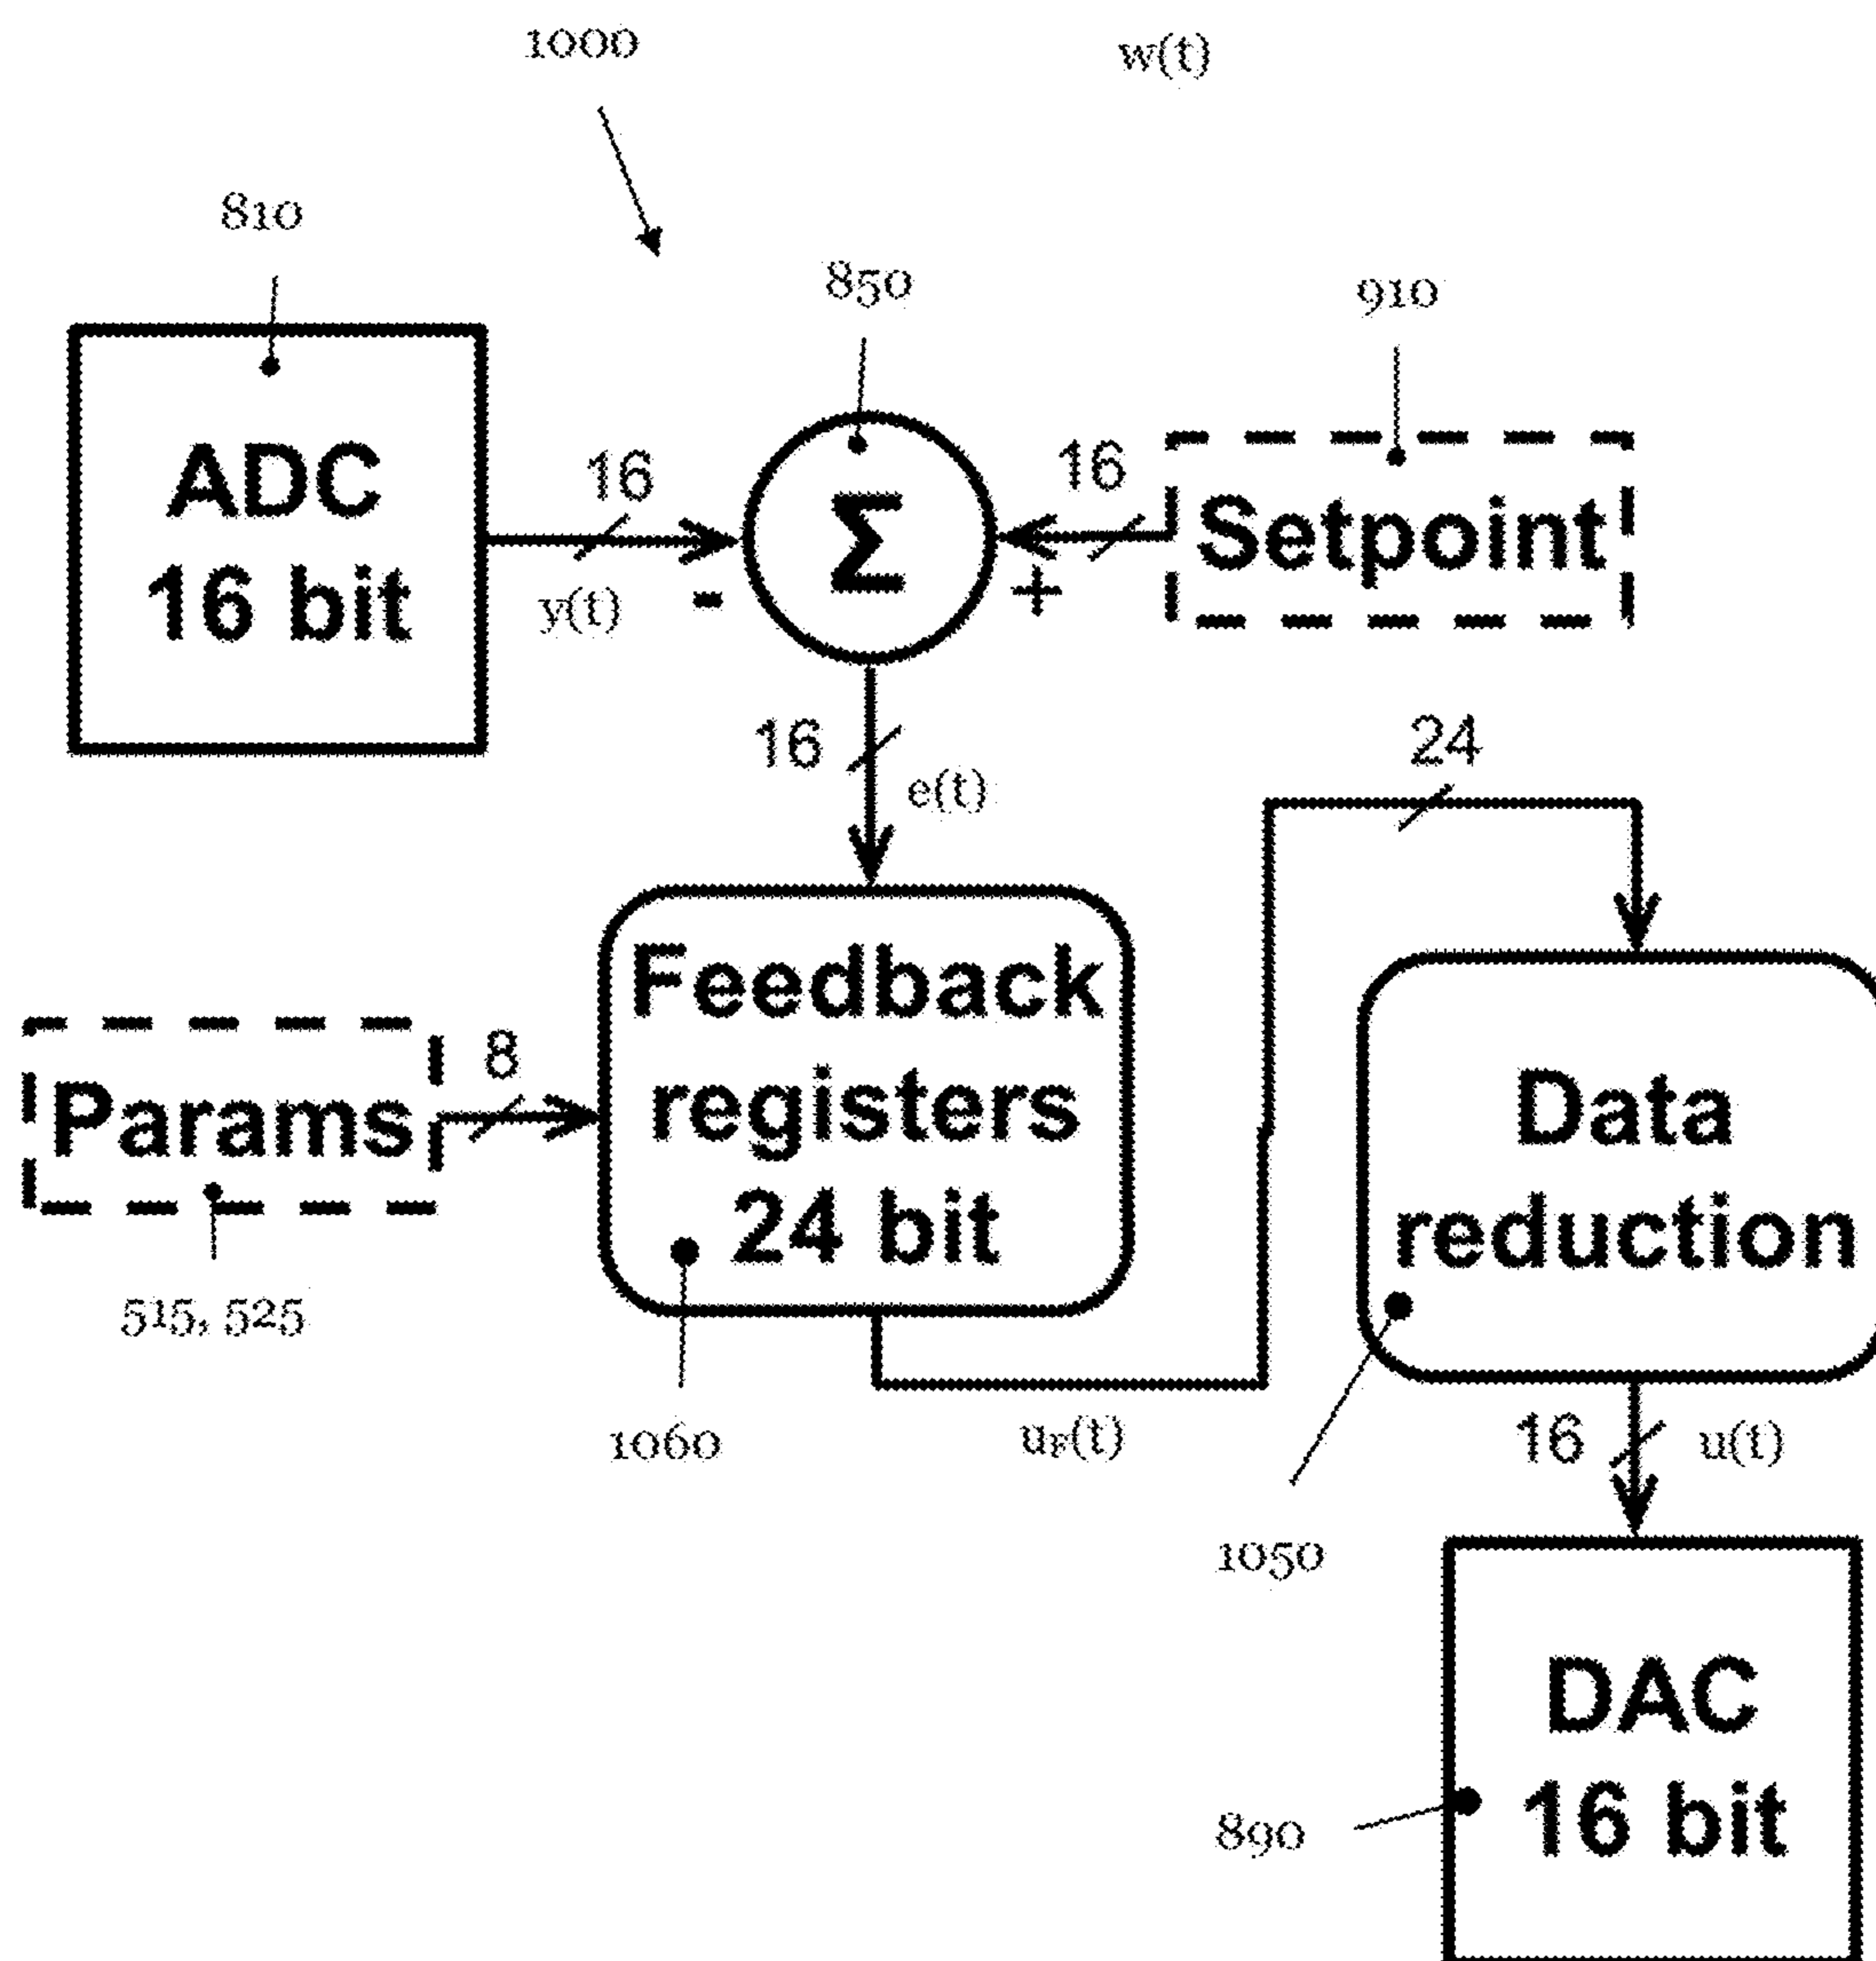 1000
w(t)
810
850
910
ADC
16 bit
16
y(t)
-
Σ
16
+
Setpoint
16
e(t)
24
Feedback
registers
24 bit
Params
8
515, 525
1060
uF(t)
Data
reduction
1050
16
u(t)
DAC
16 bit
890